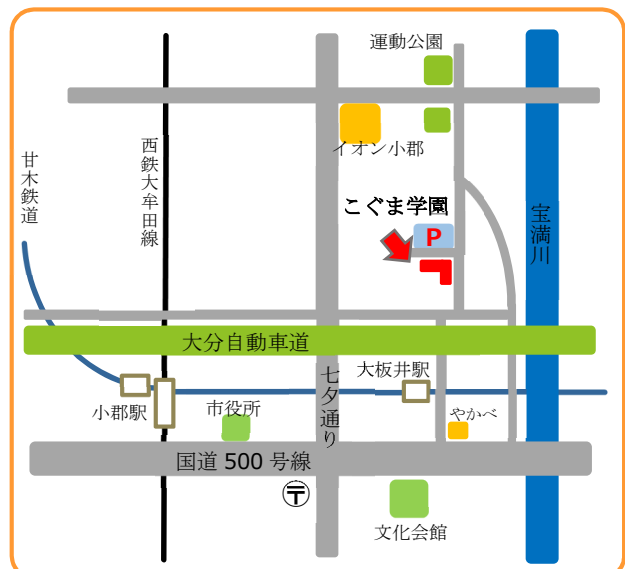 運動公園
イオン小郡
甘木鉄道
西鉄大牟田線
こぐま学園
P
宝満川
大分自動車道
七夕通り
大板井駅
小郡駅
市役所
やかべ
国道 500 号線
〒
文化会館